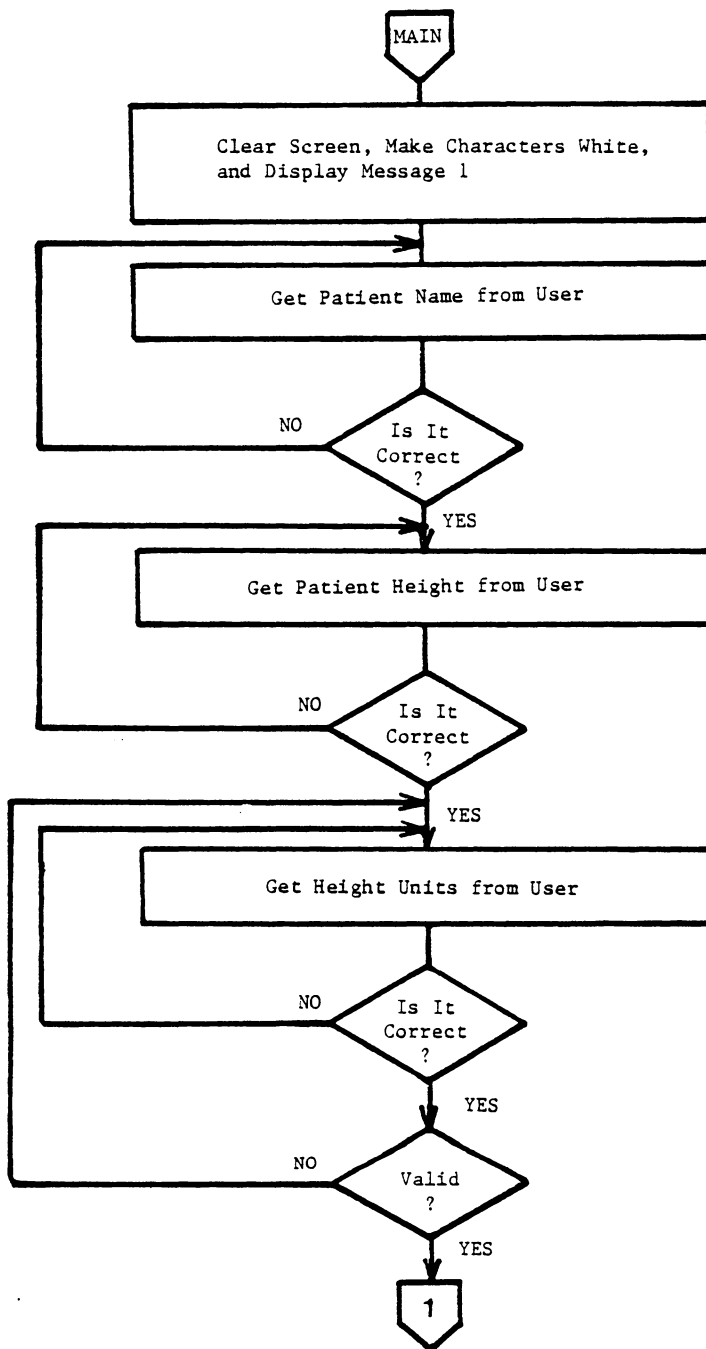 MAIN
Clear Screen, Make Characters White,
and Display Message 1
Get Patient Name from User
NO
Is It
Correct
?
YES
Get Patient Height from User
NO
Is It
Correct
?
YES
Get Height Units from User
NO
Is It
Correct
?
YES
NO
Valid
?
YES
1